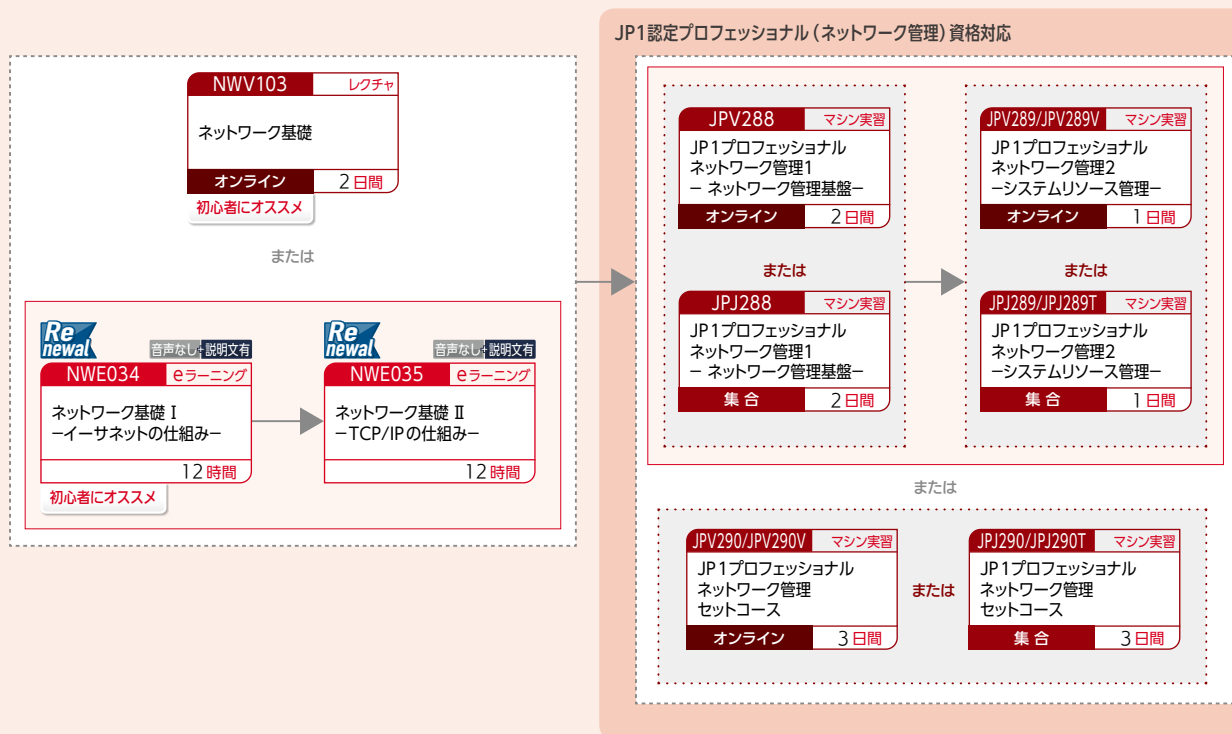 JP1認定プロフェッショナル（ネットワーク管理）資格対応
NWV103 レクチャ
ネットワーク基礎
オンライン 2日間
初心者にオススメ
または
Renewal
音声なし+説明文有
NWE034 eラーニング
ネットワーク基礎 Ⅰ
−イーサネットの仕組み−
12時間
初心者にオススメ
Renewal
音声なし+説明文有
NWE035 eラーニング
ネットワーク基礎 Ⅱ
−TCP/IPの仕組み−
12時間
JPV288 マシン実習
JP1プロフェッショナル
ネットワーク管理1
− ネットワーク管理基盤−
オンライン 2日間
または
JPJ288 マシン実習
JP1プロフェッショナル
ネットワーク管理1
− ネットワーク管理基盤−
集合 2日間
JPV289/JPV289V マシン実習
JP1プロフェッショナル
ネットワーク管理2
−システムリソース管理−
オンライン 1日間
または
JPJ289/JPJ289T マシン実習
JP1プロフェッショナル
ネットワーク管理2
−システムリソース管理−
集合 1日間
または
JPV290/JPV290V マシン実習
JP1プロフェッショナル
ネットワーク管理
セットコース
オンライン 3日間
または
JPJ290/JPJ290T マシン実習
JP1プロフェッショナル
ネットワーク管理
セットコース
集合 3日間